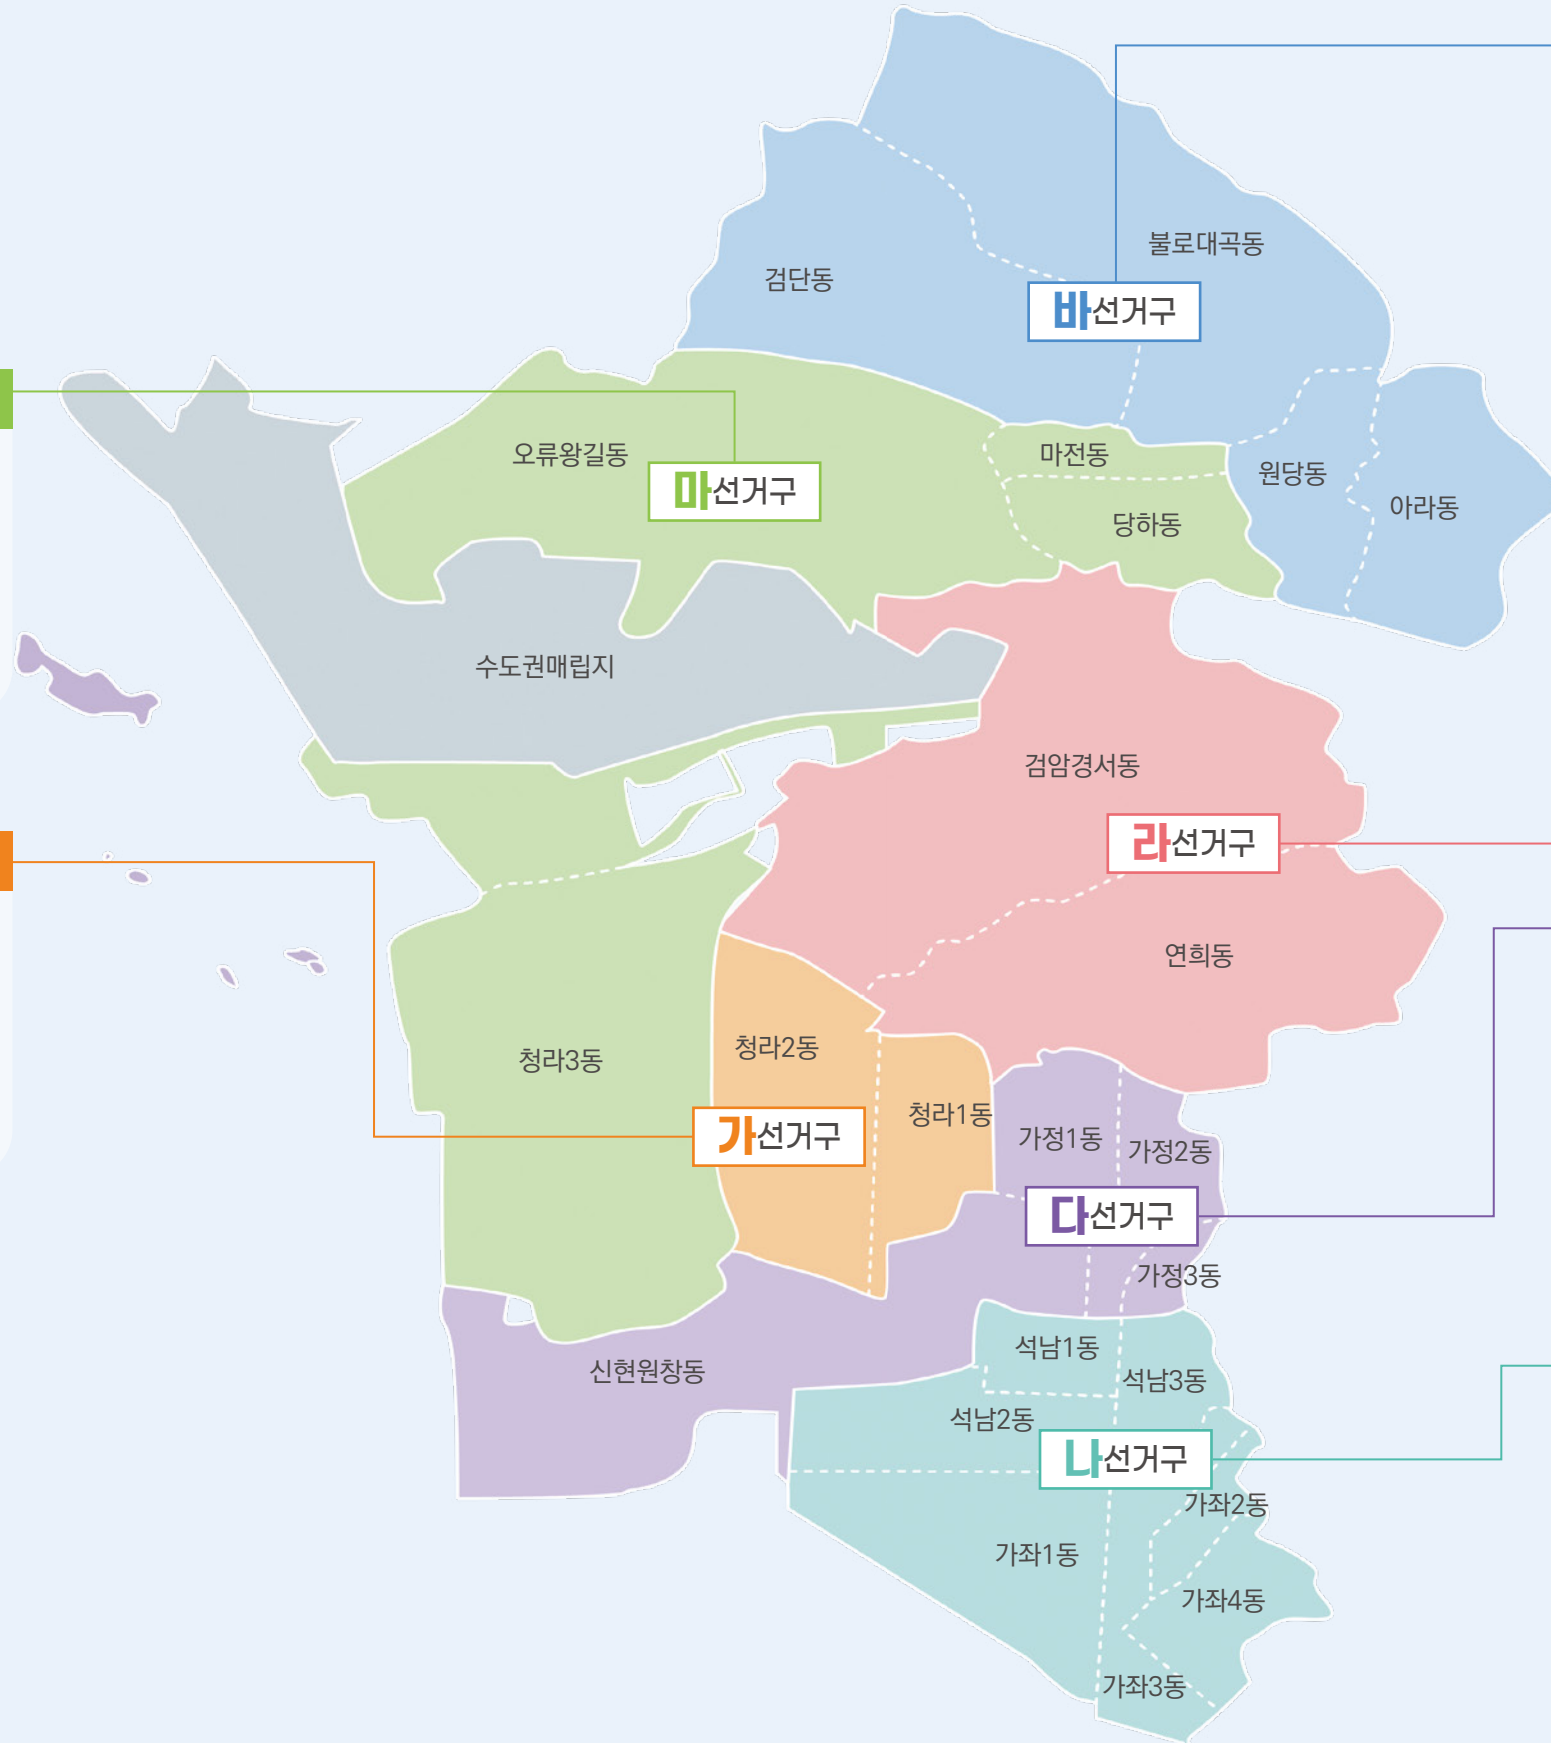 불로대곡동
검단동
바선거구
오류왕길동
마전동
원당동
마선거구
아라동
당하동
수도권매립지
검암경서동
라선거구
연희동
청라2동
청라3동
청라1동
가선거구
가정1동
가정2동
다선거구
가정3동
석남1동
신현원창동
석남3동
석남2동
나선거구
가좌2동
가좌1동
가좌4동
가좌3동